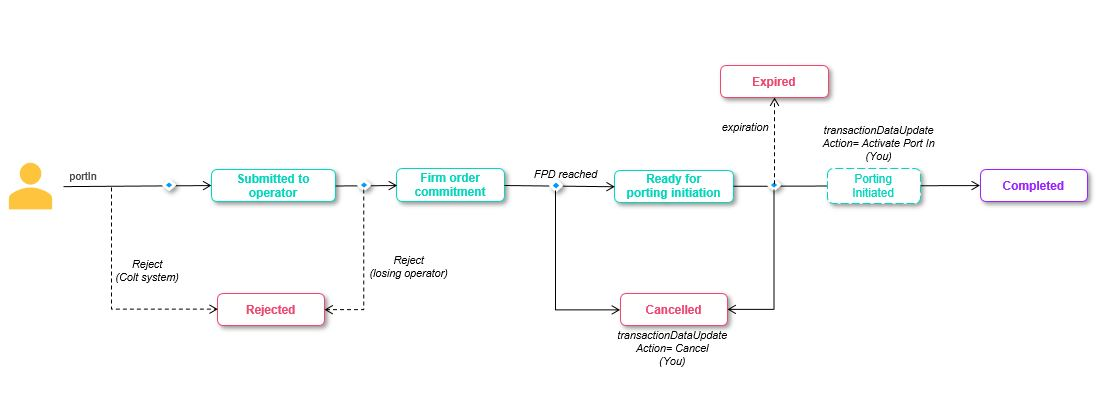 Expired
expiration
transactionDataUpdate
Action= Activate Port In
(You)
portIn
Submitted to
operator
Firm order
commitment
FPD reached
Ready for
porting initiation
Porting
Initiated
Completed
Reject
(Colt system)
Reject
(losing operator)
Rejected
Cancelled
transactionDataUpdate
Action= Cancel
(You)